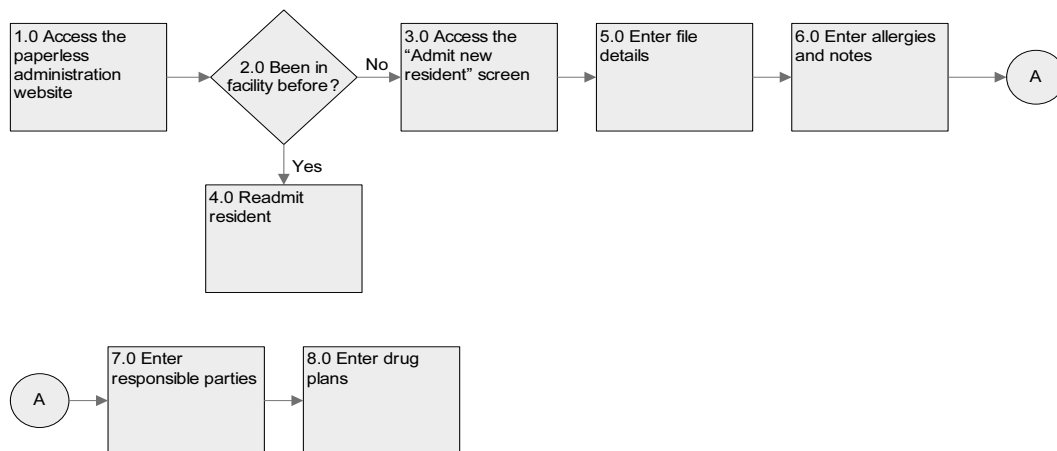 1.0 Access the
paperless
administration
website
2.0 Been in
facility before?
No
3.0 Access the
“Admit new
resident” screen
5.0 Enter file
details
6.0 Enter allergies
and notes
A
Yes
4.0 Readmit
resident
A
7.0 Enter
responsible parties
8.0 Enter drug
plans